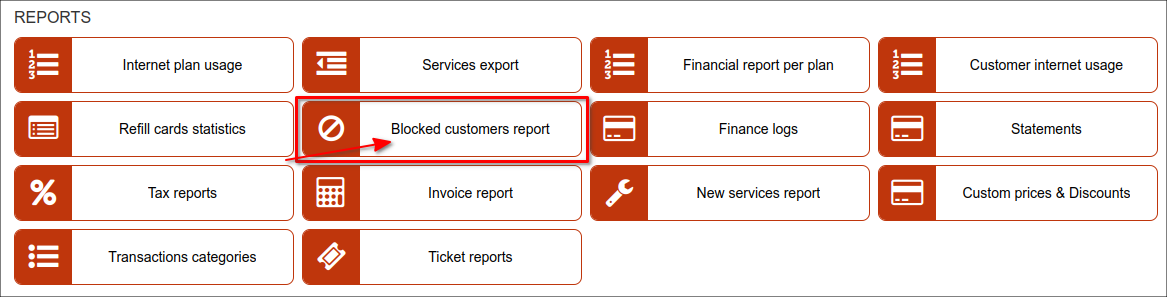 REPORTS
Internet plan usage
Services export
Financial report per plan
Customer internet usage
Refill cards statistics
Blocked customers report
Finance logs
Statements
Tax reports
Invoice report
New services report
Custom prices & Discounts
Transactions categories
Ticket reports